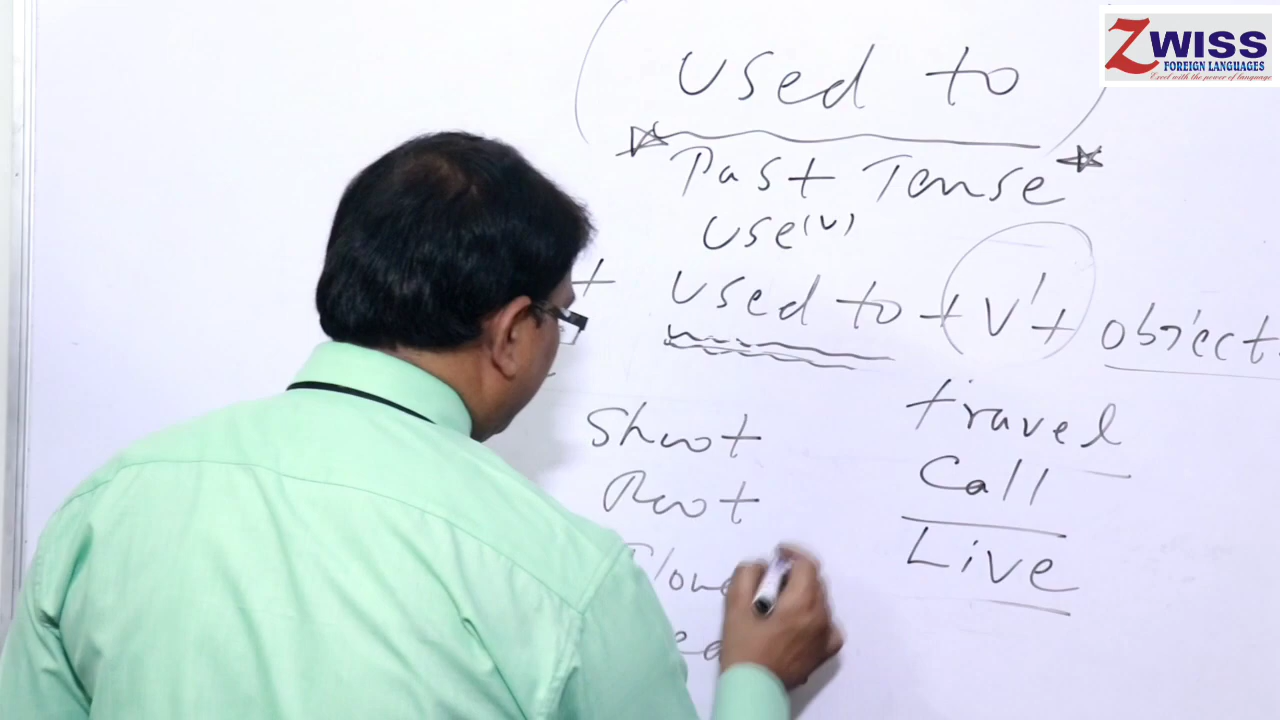 ZWISS
FOREIGN LANGUAGES
Excel with the power of language
used to
Past Tense
use (v)
+ used to + V1 + object
Shoot
Root
travel
Call
Live